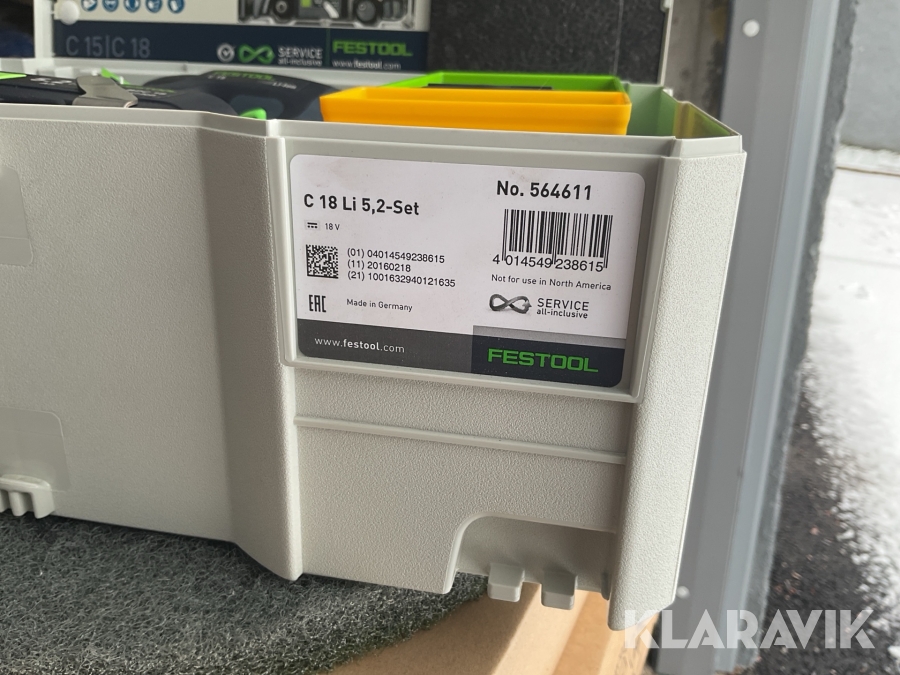 C 15|C 18
SERVICE
all-inclusive
FESTOOL
www.festool.com
FESTOOL
C 18 Li 5,2-Set
No. 564611
18 V
(01) 04014549238615
(11) 20160218
(21) 1001632940121635
4 014549 238615
Not for use in North America
EAC
Made in Germany
SERVICE
all-inclusive
www.festool.com
FESTOOL
KLARAVIK